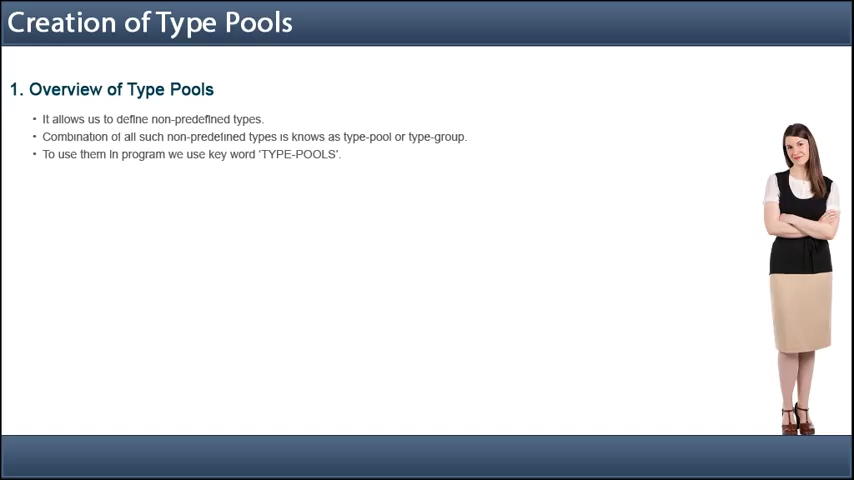 Creation of Type Pools
1. Overview of Type Pools
• It allows us to define non-predefined types.
• Combination of all such non-predefined types is knows as type-pool or type-group.
• To use them in program we use key word 'TYPE-POOLS'.